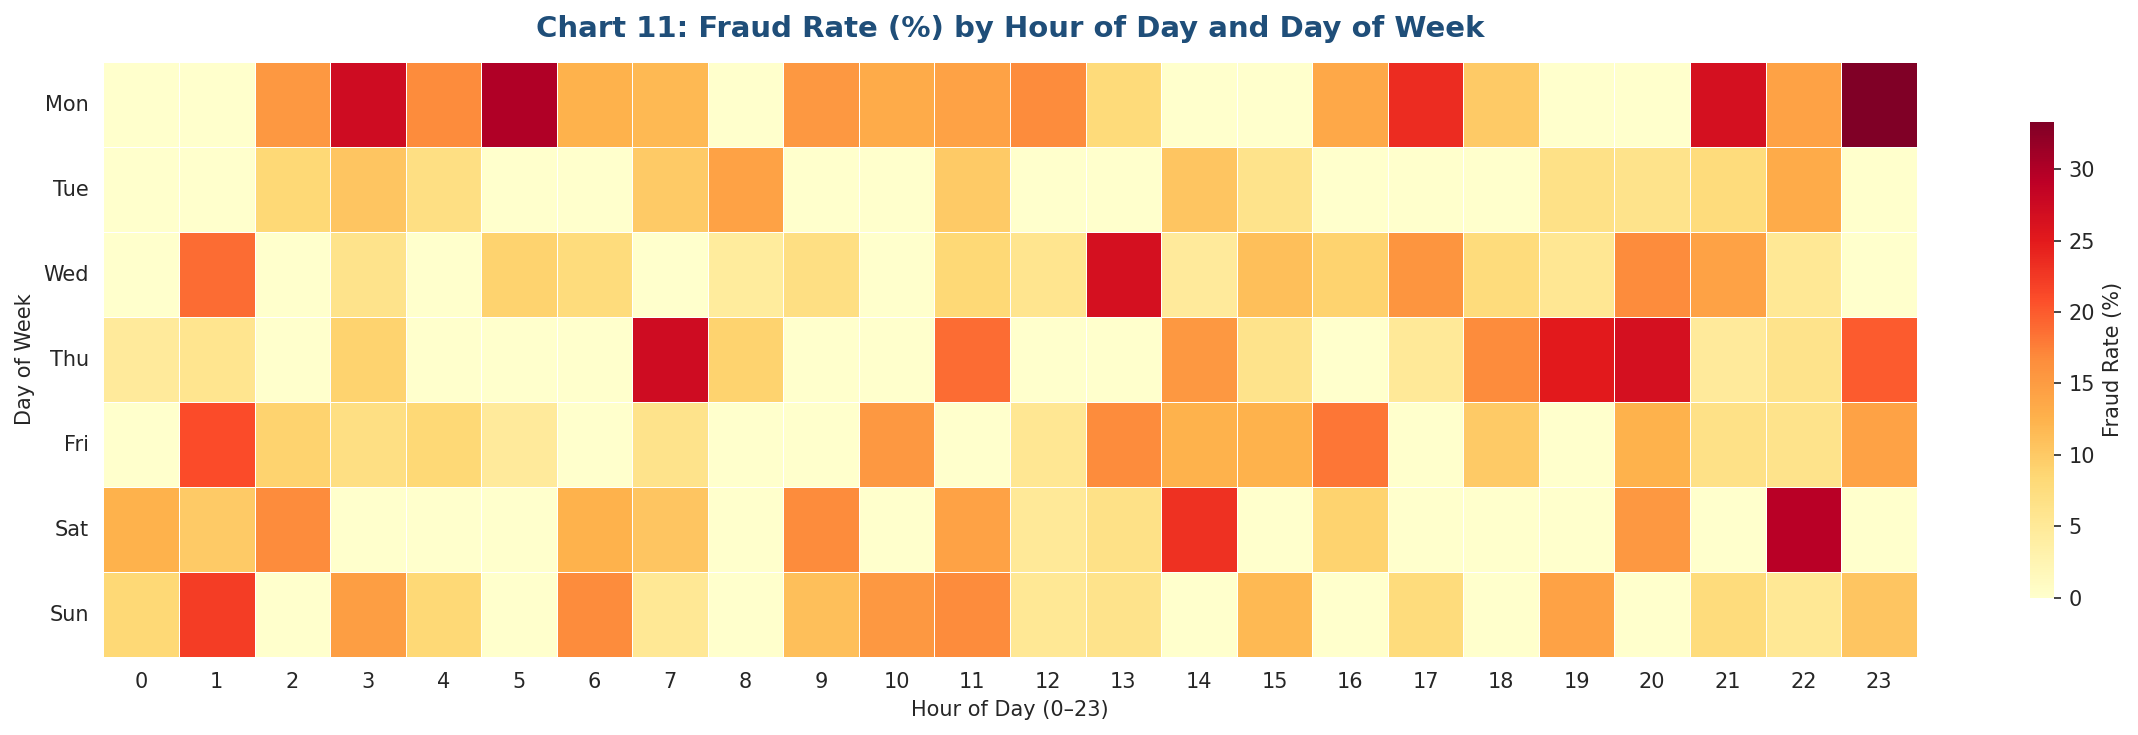 Chart 11: Fraud Rate (%) by Hour of Day and Day of Week
Day of Week
Mon
Tue
Wed
Thu
Fri
Sat
Sun
0 1 2 3 4 5 6 7 8 9 10 11 12 13 14 15 16 17 18 19 20 21 22 23
Hour of Day (0–23)
30
25
20
15
10
5
0
Fraud Rate (%)